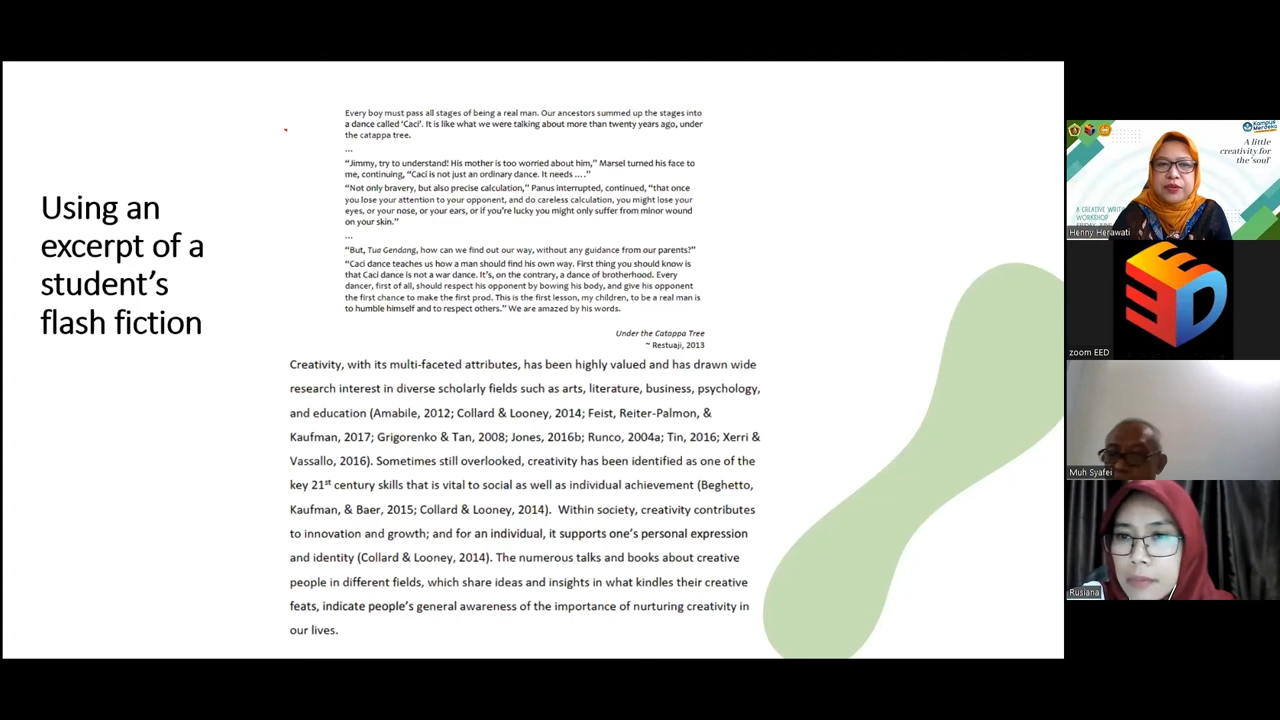 Using an
excerpt of a
student's
flash fiction
Every boy must pass all stages of being a real man. Our ancestors summed up the stages into
a dance called 'Caci'. It is like what we were talking about more than twenty years ago, under
the catappa tree.
...
"Jimmy, try to understand! His mother is too worried about him," Marsel turned his face to
me, continuing, "Caci is not just an ordinary dance. It needs ...."
"Not only bravery, but also precise calculation," Panus interrupted, continued, "that once
you lose your attention to your opponent, and do careless calculation, you might lose your
eyes, or your nose, or your ears, or if you're lucky you might only suffer from minor wound
on your skin."
...
"But, Tua Gendang, how can we find out our way, without any guidance from our parents?"
"Caci dance teaches us how a man should find his own way. First thing you should know is
that Caci dance is not a war dance. It's, on the contrary, a dance of brotherhood. Every
dancer, first of all, should respect his opponent by bowing his body, and give his opponent
the first chance to make the first prod. This is the first lesson, my children, to be a real man is
to humble himself and to respect others." We are amazed by his words.
Under the Catappa Tree
~ Restuaji, 2013
Creativity, with its multi-faceted attributes, has been highly valued and has drawn wide
research interest in diverse scholarly fields such as arts, literature, business, psychology,
and education (Amabile, 2012; Collard & Looney, 2014; Feist, Reiter-Palmon, &
Kaufman, 2017; Grigorenko & Tan, 2008; Jones, 2016b; Runco, 2004a; Tin, 2016; Xerri &
Vassallo, 2016). Sometimes still overlooked, creativity has been identified as one of the
key 21st century skills that is vital to social as well as individual achievement (Beghetto,
Kaufman, & Baer, 2015; Collard & Looney, 2014). Within society, creativity contributes
to innovation and growth; and for an individual, it supports one's personal expression
and identity (Collard & Looney, 2014). The numerous talks and books about creative
people in different fields, which share ideas and insights in what kindles their creative
feats, indicate people's general awareness of the importance of nurturing creativity in
our lives.
Kampus
Merdeka
A little
creativity for
the 'soul'
A CREATIVE WRIT
WORKSHOP
Henny Herawati
EED
zoom EED
Muh Syafei
Rusiana